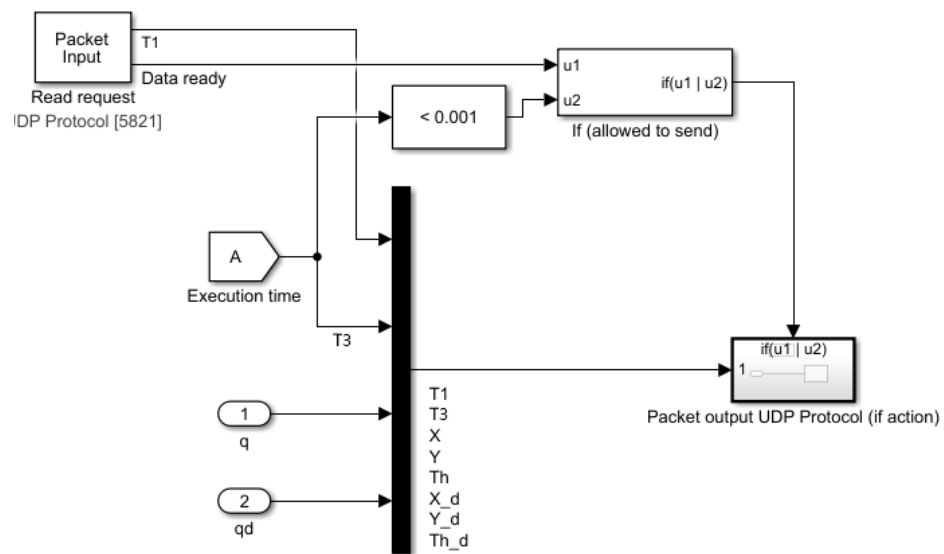 Packet
Input
T1
Data ready
Read request
IDP Protocol [5821]
u1
u2
if(u1 | u2)
If (allowed to send)
< 0.001
A
Execution time
T3
if(u1 | u2)
1
Packet output UDP Protocol (if action)
T1
T3
X
Y
Th
X_d
Y_d
Th_d
1
q
2
qd